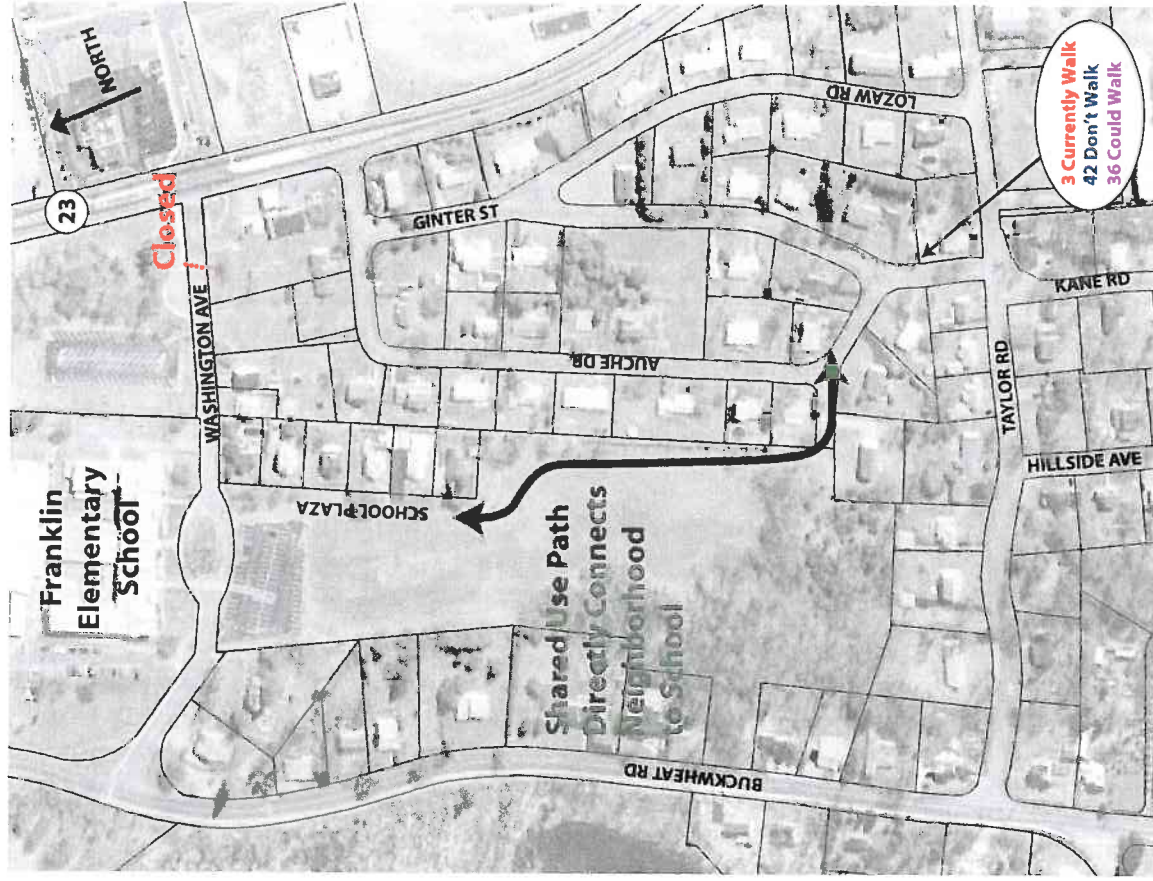 NORTH
23
Closed
Franklin
Elementary
School
WASHINGTON AVE
SCHOOL PLAZA
GINTER ST
LOZAW RD
AUCHE DR
Shared Use Path
Directly Connects
Neighborhood
to School
BUCKWHEAT RD
TAYLOR RD
KANE RD
HILLSIDE AVE
3 Currently Walk
42 Don't Walk
36 Could Walk